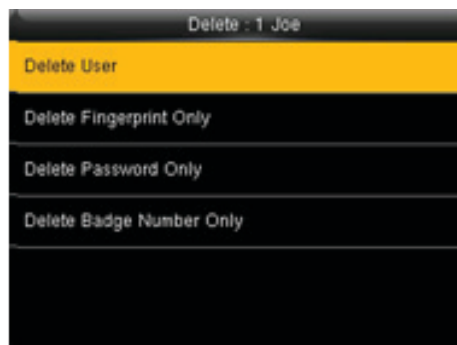 Delete : 1 Joe
Delete User
Delete Fingerprint Only
Delete Password Only
Delete Badge Number Only